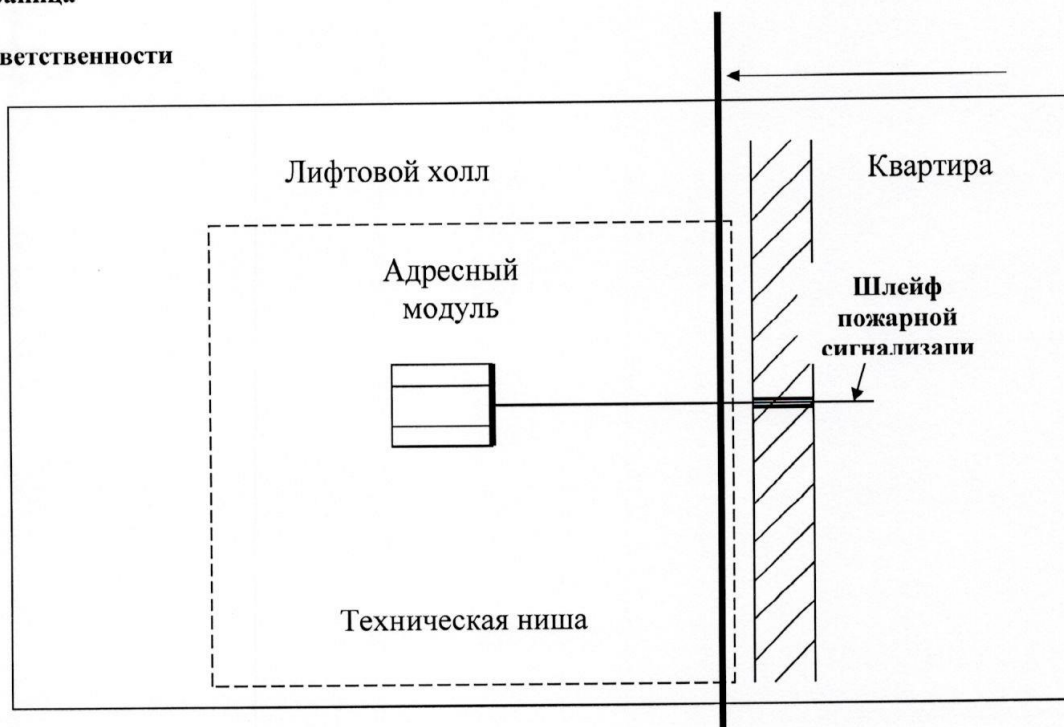 ветственности
Лифтовой холл
Квартира
Адресный
модуль
Шлейф
пожарной
сигнализаци
Техническая ниша